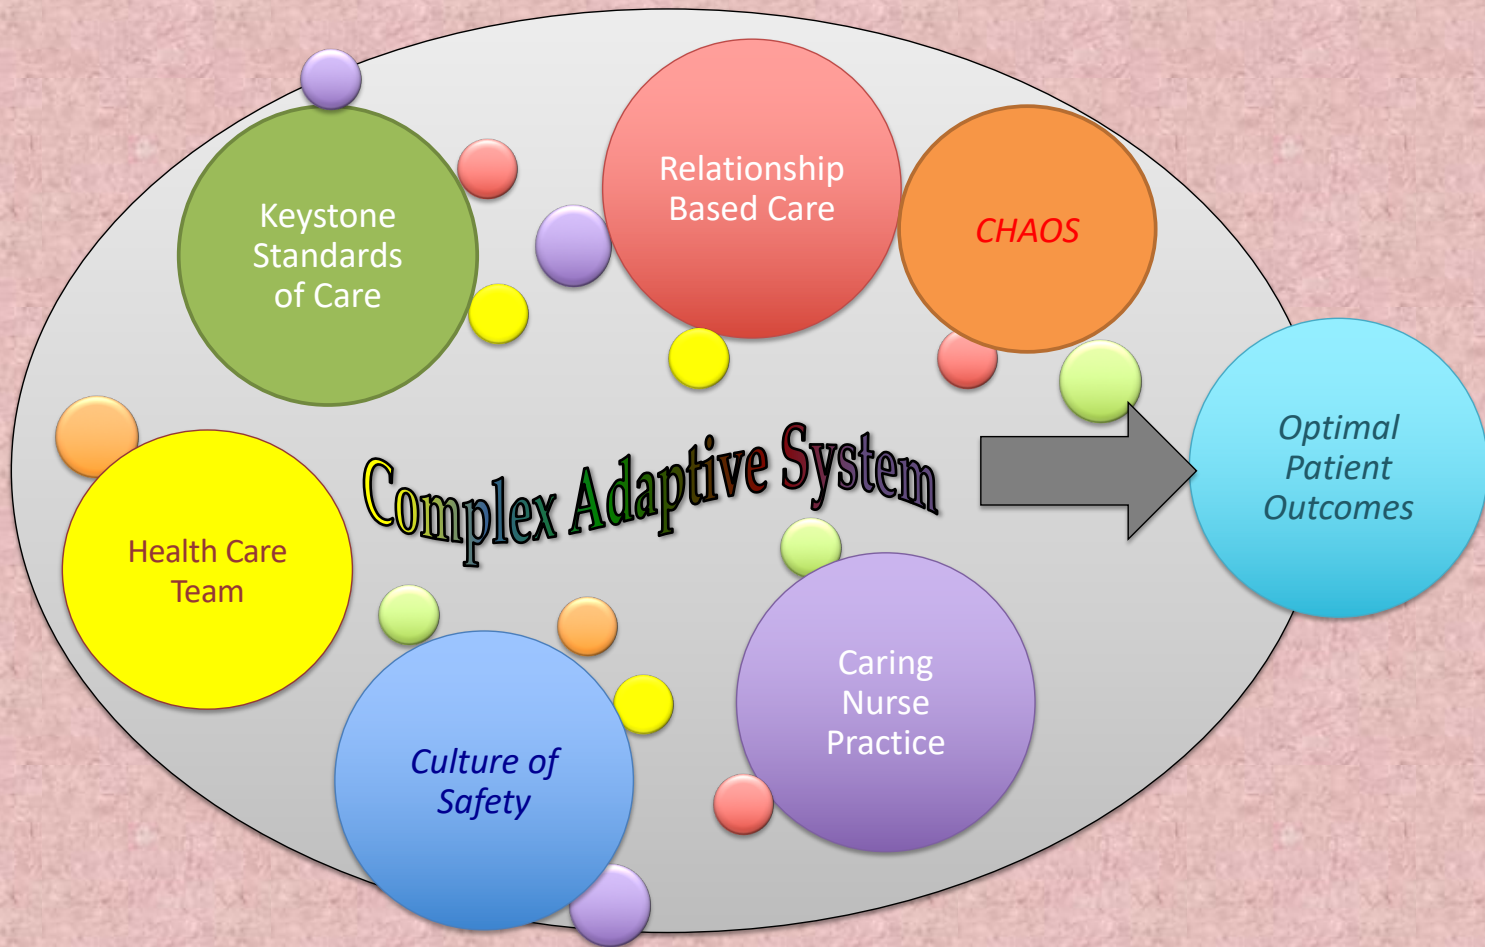 Keystone
Standards
of Care
Relationship
Based Care
CHAOS
Optimal
Patient
Outcomes
Complex Adaptive System
Health Care
Team
Caring
Nurse
Practice
Culture of
Safety